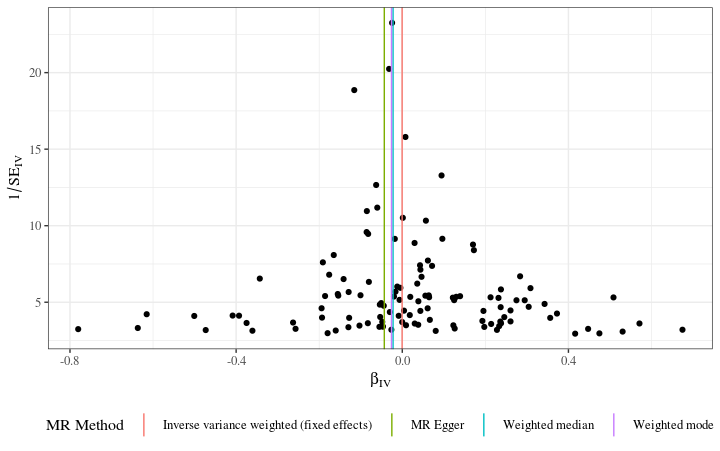 20
15
10
5
1/SE_IV
-0.8
-0.4
0.0
0.4
β_IV
MR Method
Inverse variance weighted (fixed effects)
MR Egger
Weighted median
Weighted mode